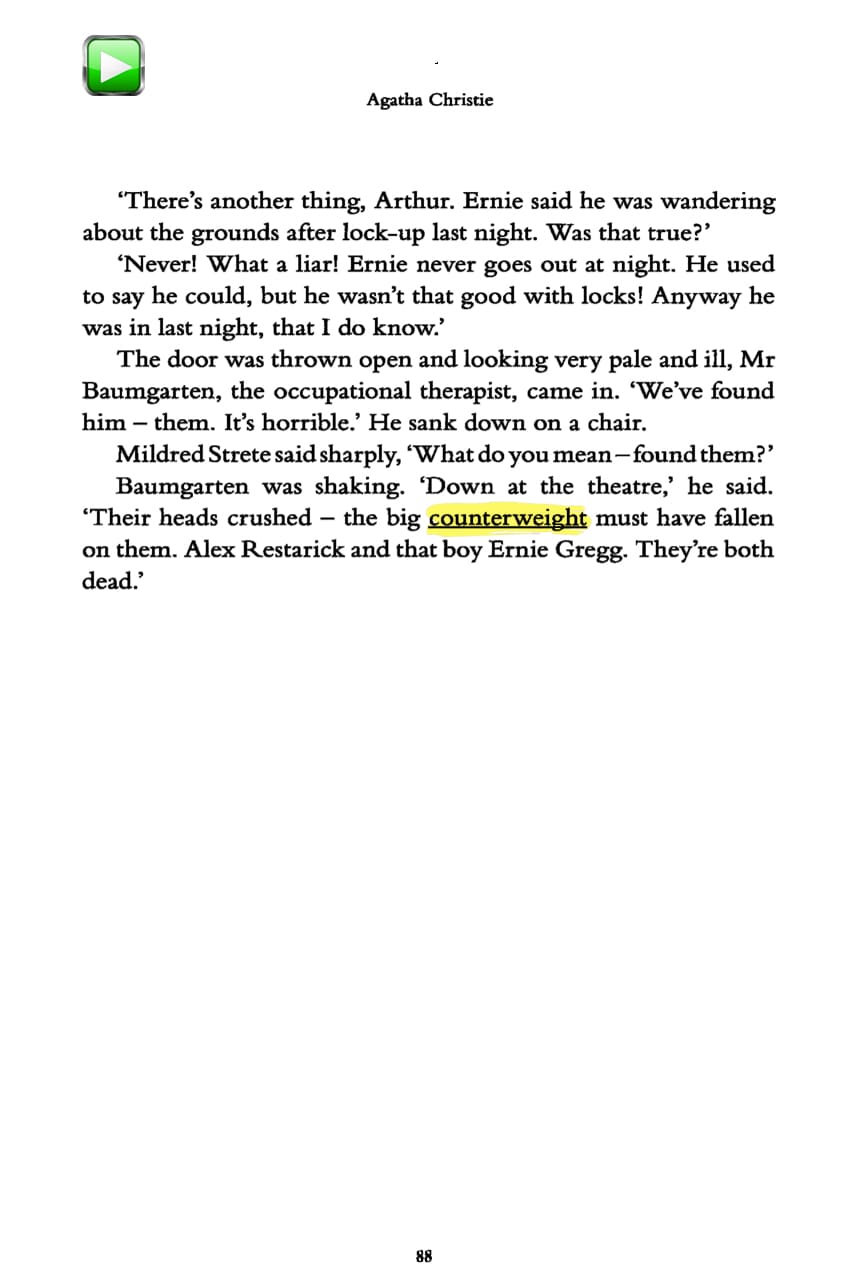 Agatha Christie
‘There’s another thing, Arthur. Ernie said he was wandering
about the grounds after lock-up last night. Was that true?’
‘Never! What a liar! Ernie never goes out at night. He used
to say he could, but he wasn’t that good with locks! Anyway he
was in last night, that I do know.’
The door was thrown open and looking very pale and ill, Mr
Baumgarten, the occupational therapist, came in. ‘We’ve found
him – them. It’s horrible.’ He sank down on a chair.
Mildred Strete said sharply, ‘What do you mean – found them?’
Baumgarten was shaking. ‘Down at the theatre,’ he said.
‘Their heads crushed – the big counterweight must have fallen
on them. Alex Restarick and that boy Ernie Gregg. They’re both
dead.’
88